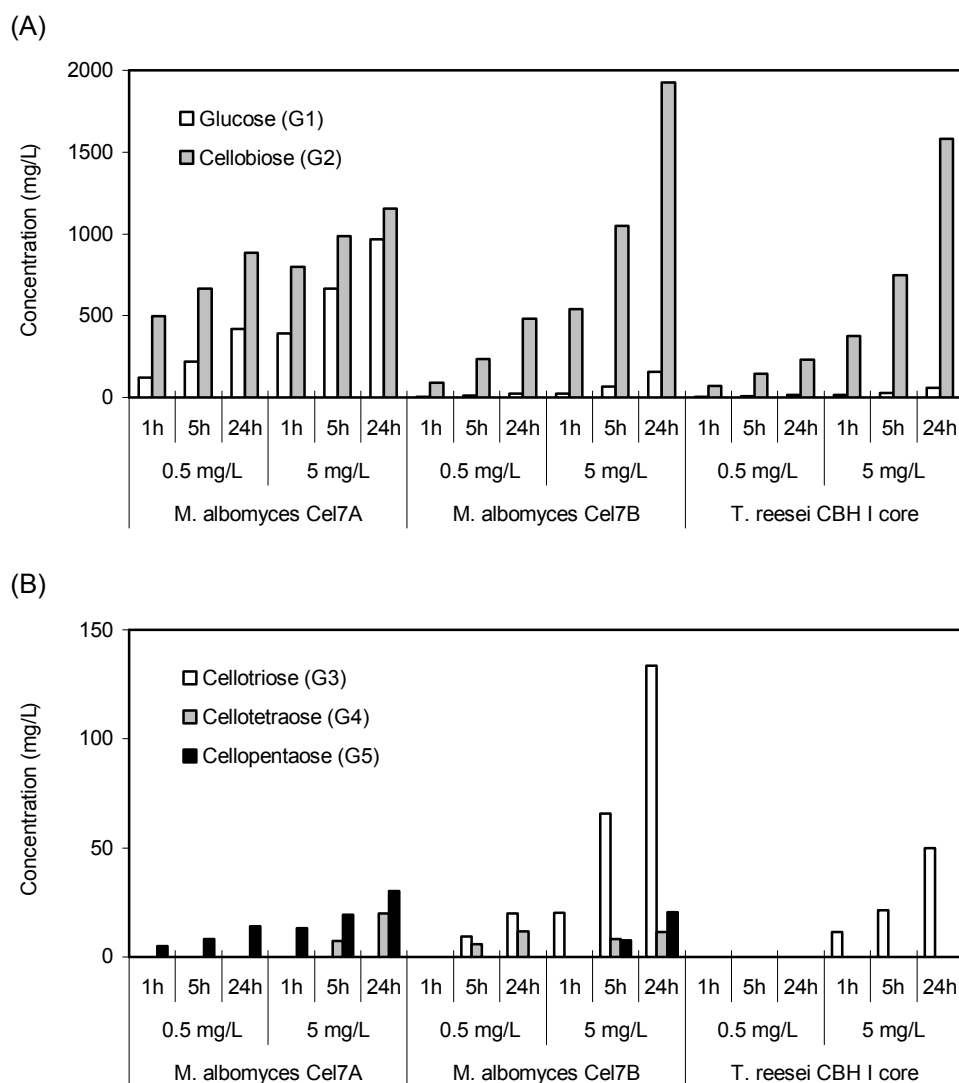 (A)
Concentration (mg/L)
2000
1500
1000
500
0
Glucose (G1)
Cellobiose (G2)
1h 5h 24h 1h 5h 24h 1h 5h 24h 1h 5h 24h 1h 5h 24h 1h 5h 24h
0.5 mg/L 5 mg/L 0.5 mg/L 5 mg/L 0.5 mg/L 5 mg/L
M. albomyces Cel7A M. albomyces Cel7B T. reesei CBH I core
(B)
Concentration (mg/L)
150
100
50
0
Cellotriose (G3)
Cellotetraose (G4)
Cellopentaose (G5)
1h 5h 24h 1h 5h 24h 1h 5h 24h 1h 5h 24h 1h 5h 24h 1h 5h 24h
0.5 mg/L 5 mg/L 0.5 mg/L 5 mg/L 0.5 mg/L 5 mg/L
M. albomyces Cel7A M. albomyces Cel7B T. reesei CBH I core